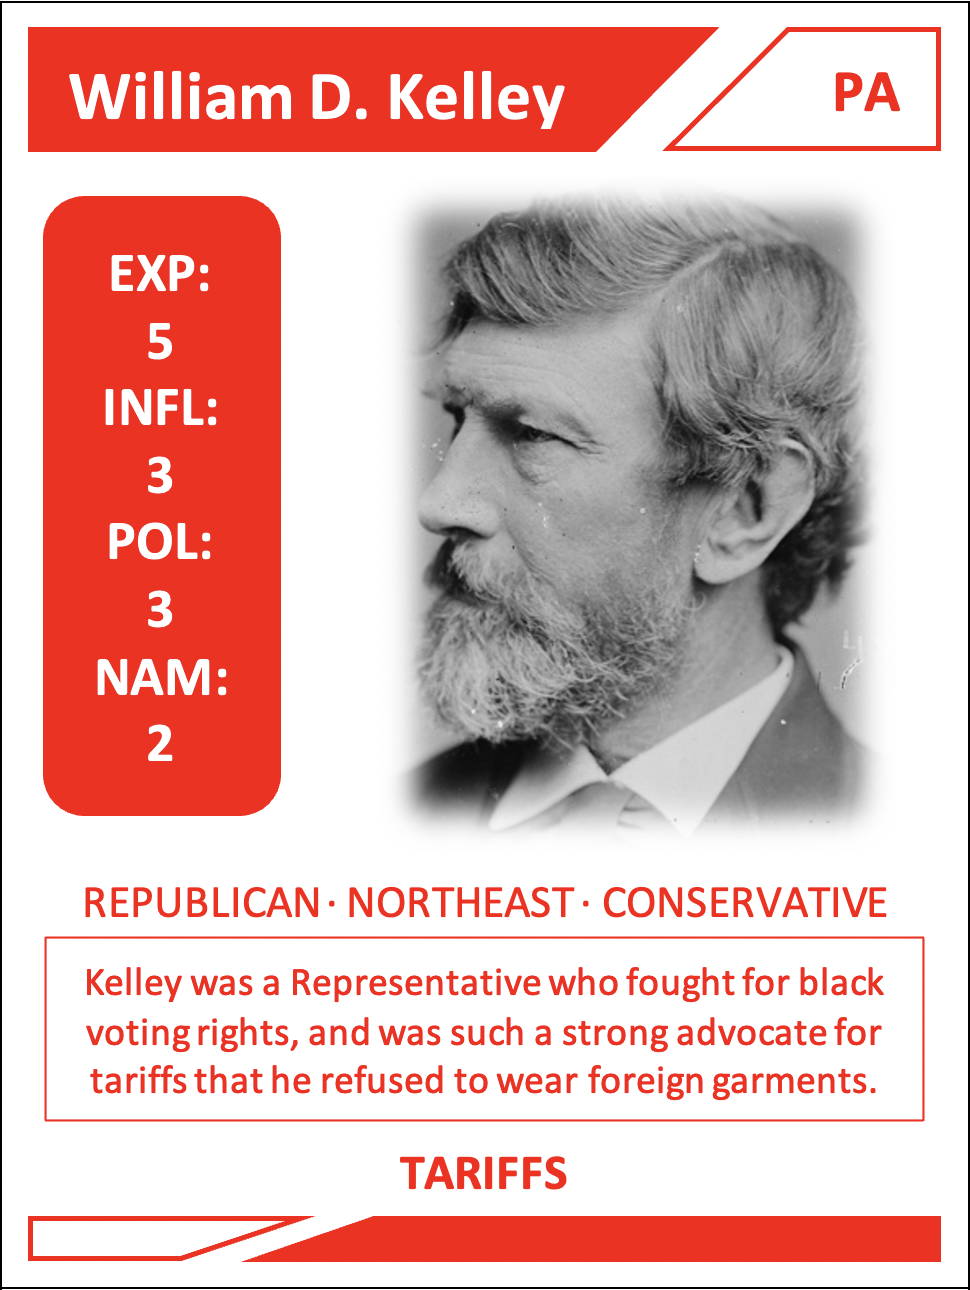 William D. Kelley
PA
EXP:
5
INFL:
3
POL:
3
NAM:
2
REPUBLICAN · NORTHEAST · CONSERVATIVE
Kelley was a Representative who fought for black
voting rights, and was such a strong advocate for
tariffs that he refused to wear foreign garments.
TARIFFS